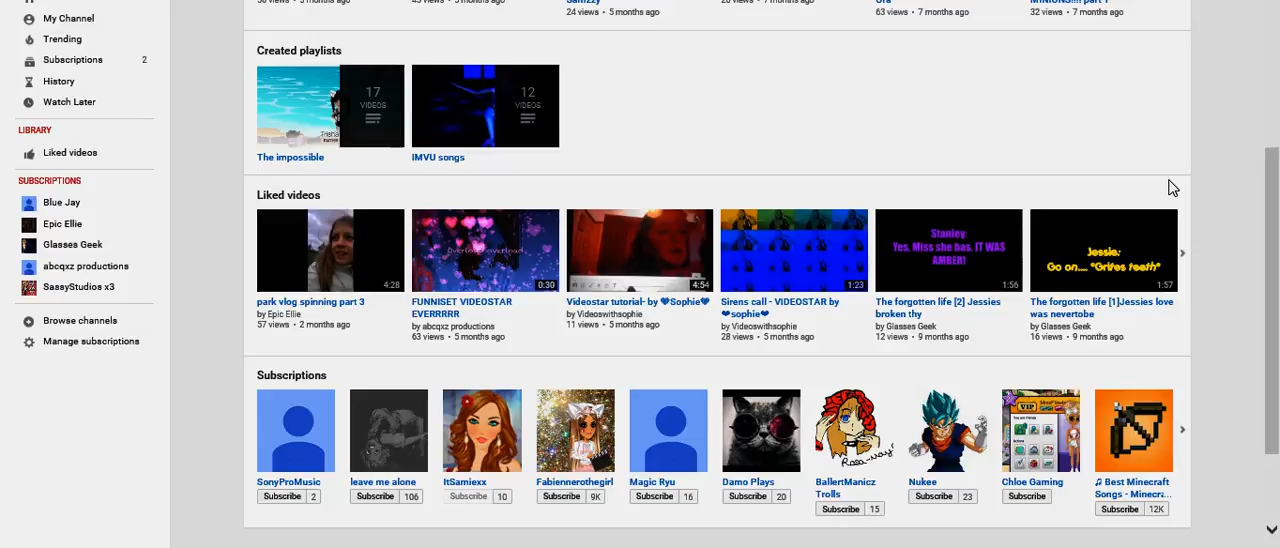 My Channel
Trending
Subscriptions 2
History
Watch Later
LIBRARY
Liked videos
SUBSCRIPTIONS
Blue Jay
Epic Ellie
Glasses Geek
abcqxz productions
SassyStudios x3
Browse channels
Manage subscriptions
24 views • 5 months ago
63 views • 7 months ago
32 views • 7 months ago
Created playlists
17
VIDEOS
12
VIDEOS
The impossible
IMVU songs
Liked videos
4:28
0:30
4:54
1:23
Stanley:
Yes, Miss she has. IT WAS
AMBER!
1:56
Jessie:
Go on.... *Grites teeth*
1:57
park vlog spinning part 3
by Epic Ellie
57 views • 2 months ago
FUNNISET VIDEOSTAR
EVERRRRR
by abcqxz productions
63 views • 5 months ago
Videostar tutorial- by ❤Sophie❤
by Videoswithsophie
11 views • 5 months ago
Sirens call - VIDEOSTAR by
❤sophie❤
by Videoswithsophie
28 views • 5 months ago
The forgotten life [2] Jessies
broken thy
by Glasses Geek
12 views • 9 months ago
The forgotten life [1]Jessies love
was nevertobe
by Glasses Geek
16 views • 9 months ago
Subscriptions
VIP
SonyProMusic
Subscribe 2
leave me alone
Subscribe 106
ItSamiexx
Subscribe 10
Fabiennerothegirl
Subscribe 9K
Magic Ryu
Subscribe 16
Damo Plays
Subscribe 20
BallertManicz
Trolls
Subscribe 15
Nukee
Subscribe 23
Chloe Gaming
Subscribe
♫ Best Minecraft
Songs - Minecr...
Subscribe 12K